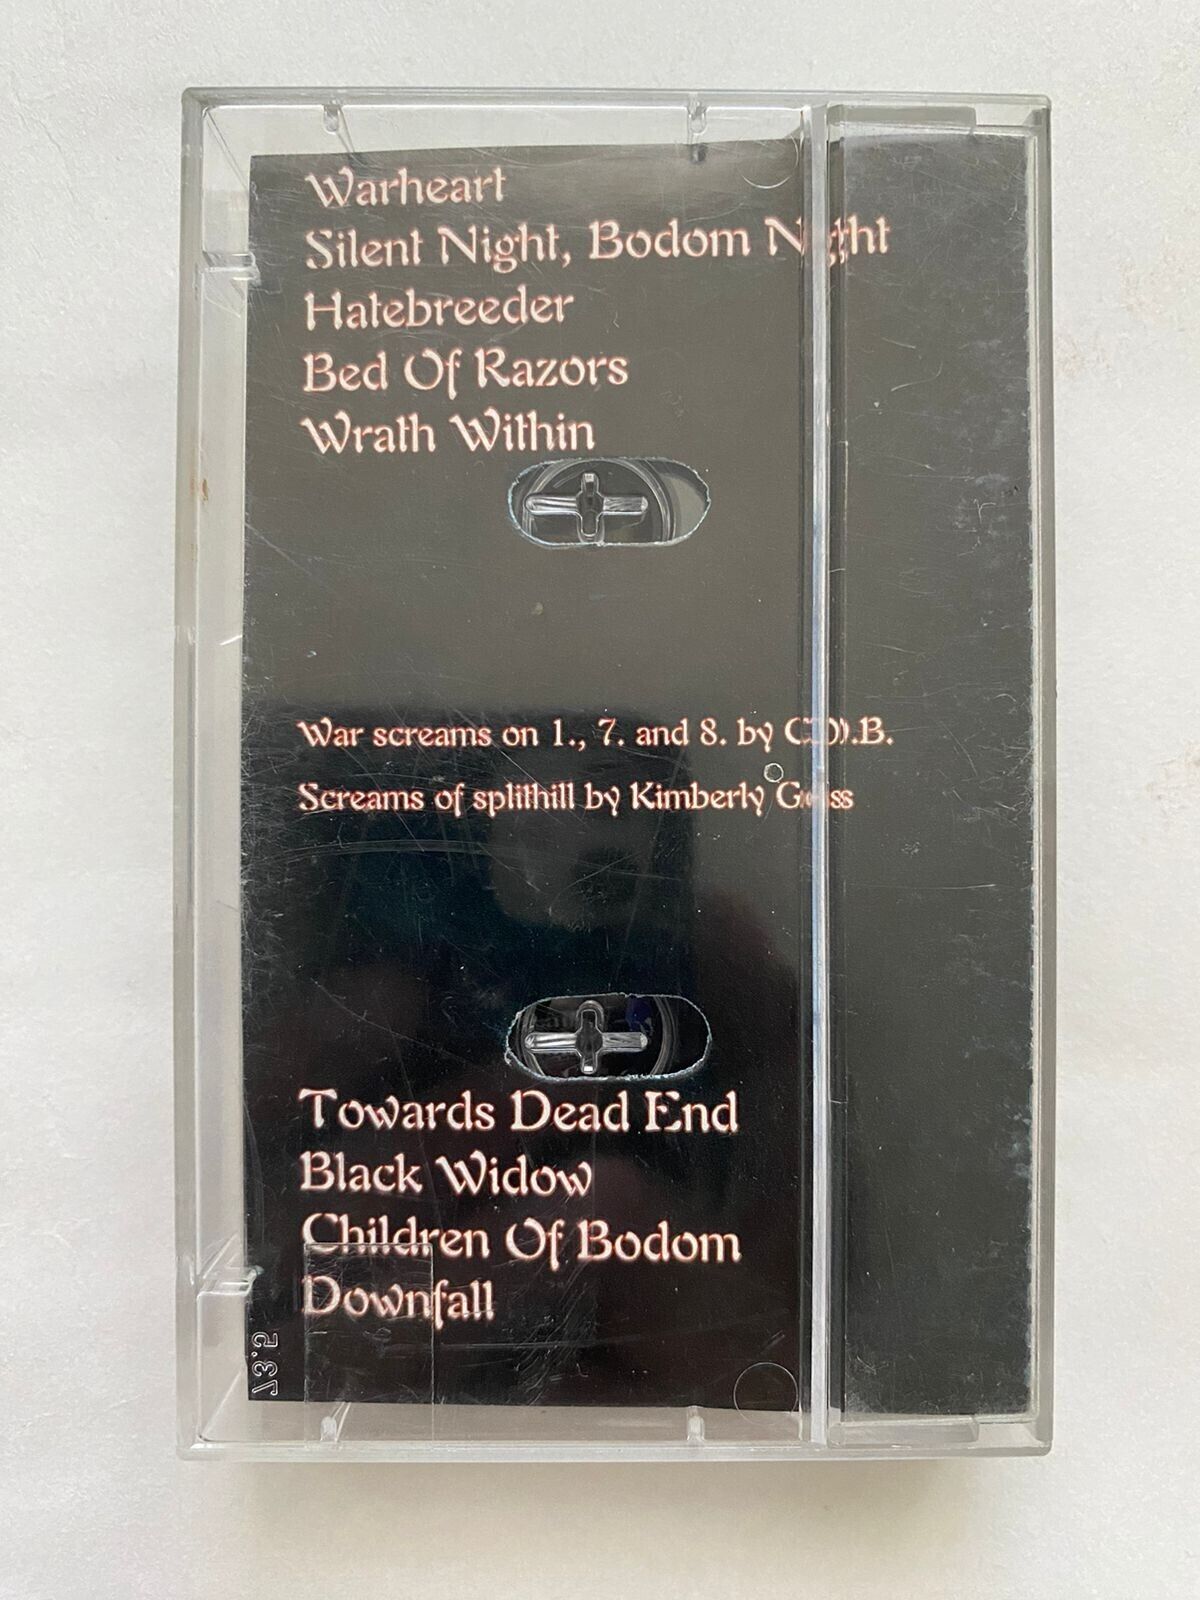 Warheart
Silent Night, Bodom Night
Hatebreeder
Bed Of Razors
Wrath Within
War screams on 1., 7. and 8. by C.O.B.
Screams of splithill by Kimberly Goss
Towards Dead End
Black Widow
Children Of Bodom
Downfall